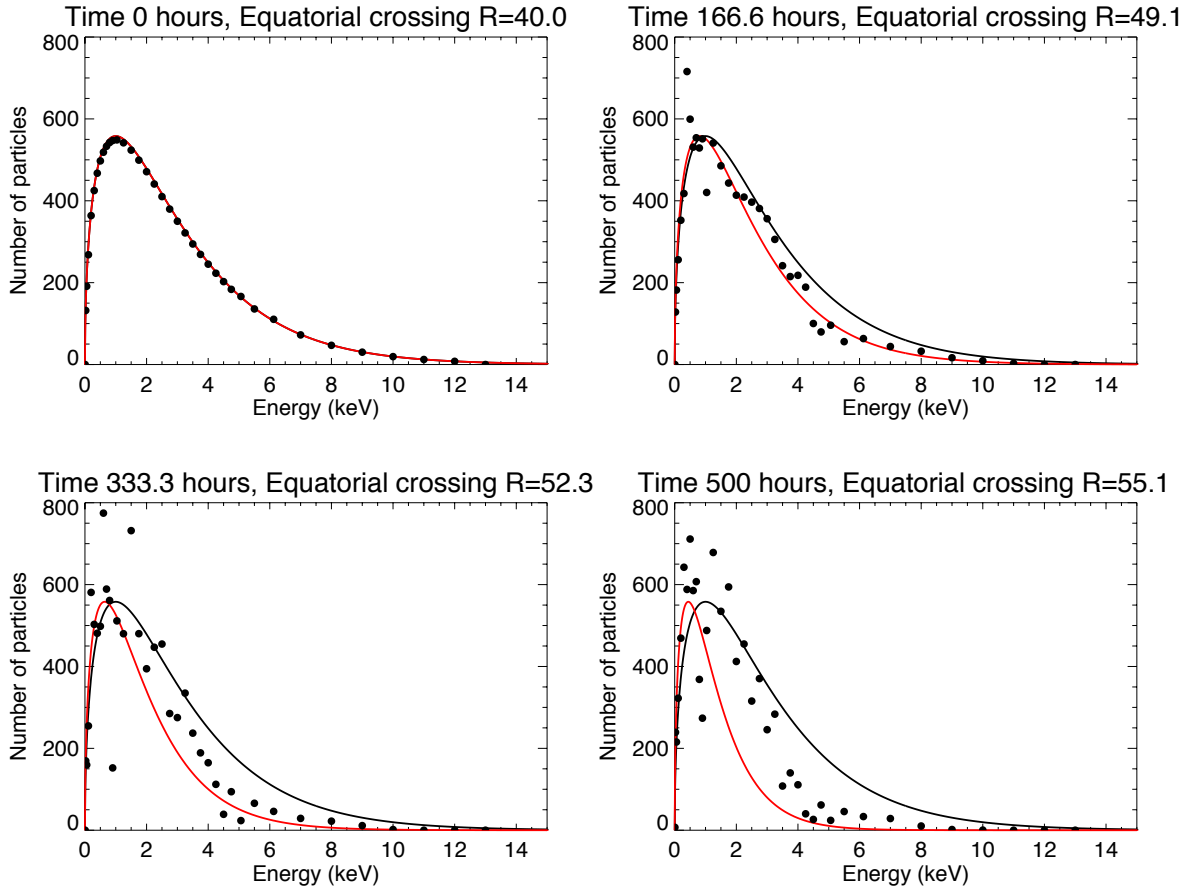 Time 0 hours, Equatorial crossing R=40.0
800
600
400
200
0
Number of particles
0 2 4 6 8 10 12 14
Energy (keV)
Time 166.6 hours, Equatorial crossing R=49.1
800
600
400
200
0
Number of particles
0 2 4 6 8 10 12 14
Energy (keV)
Time 333.3 hours, Equatorial crossing R=52.3
800
600
400
200
0
Number of particles
0 2 4 6 8 10 12 14
Energy (keV)
Time 500 hours, Equatorial crossing R=55.1
800
600
400
200
0
Number of particles
0 2 4 6 8 10 12 14
Energy (keV)